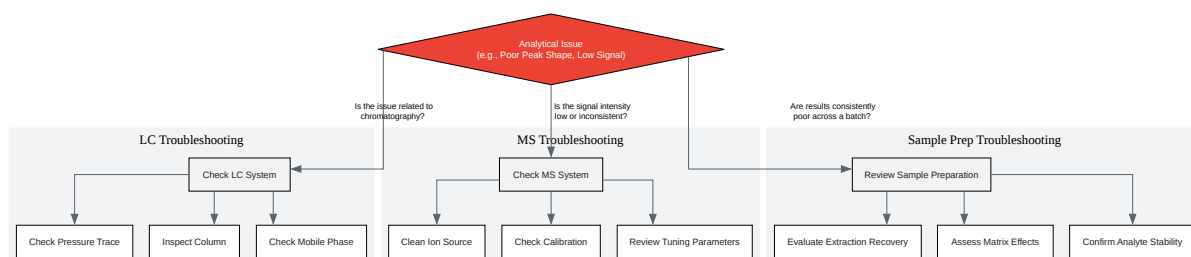 Analytical Issue
(e.g., Poor Peak Shape, Low Signal)
Is the issue related to
chromatography?
Is the signal intensity
low or inconsistent?
Are results consistently
poor across a batch?
LC Troubleshooting
MS Troubleshooting
Sample Prep Troubleshooting
Check LC System
Check MS System
Review Sample Preparation
Check Pressure Trace
Inspect Column
Check Mobile Phase
Clean Ion Source
Check Calibration
Review Tuning Parameters
Evaluate Extraction Recovery
Assess Matrix Effects
Confirm Analyte Stability